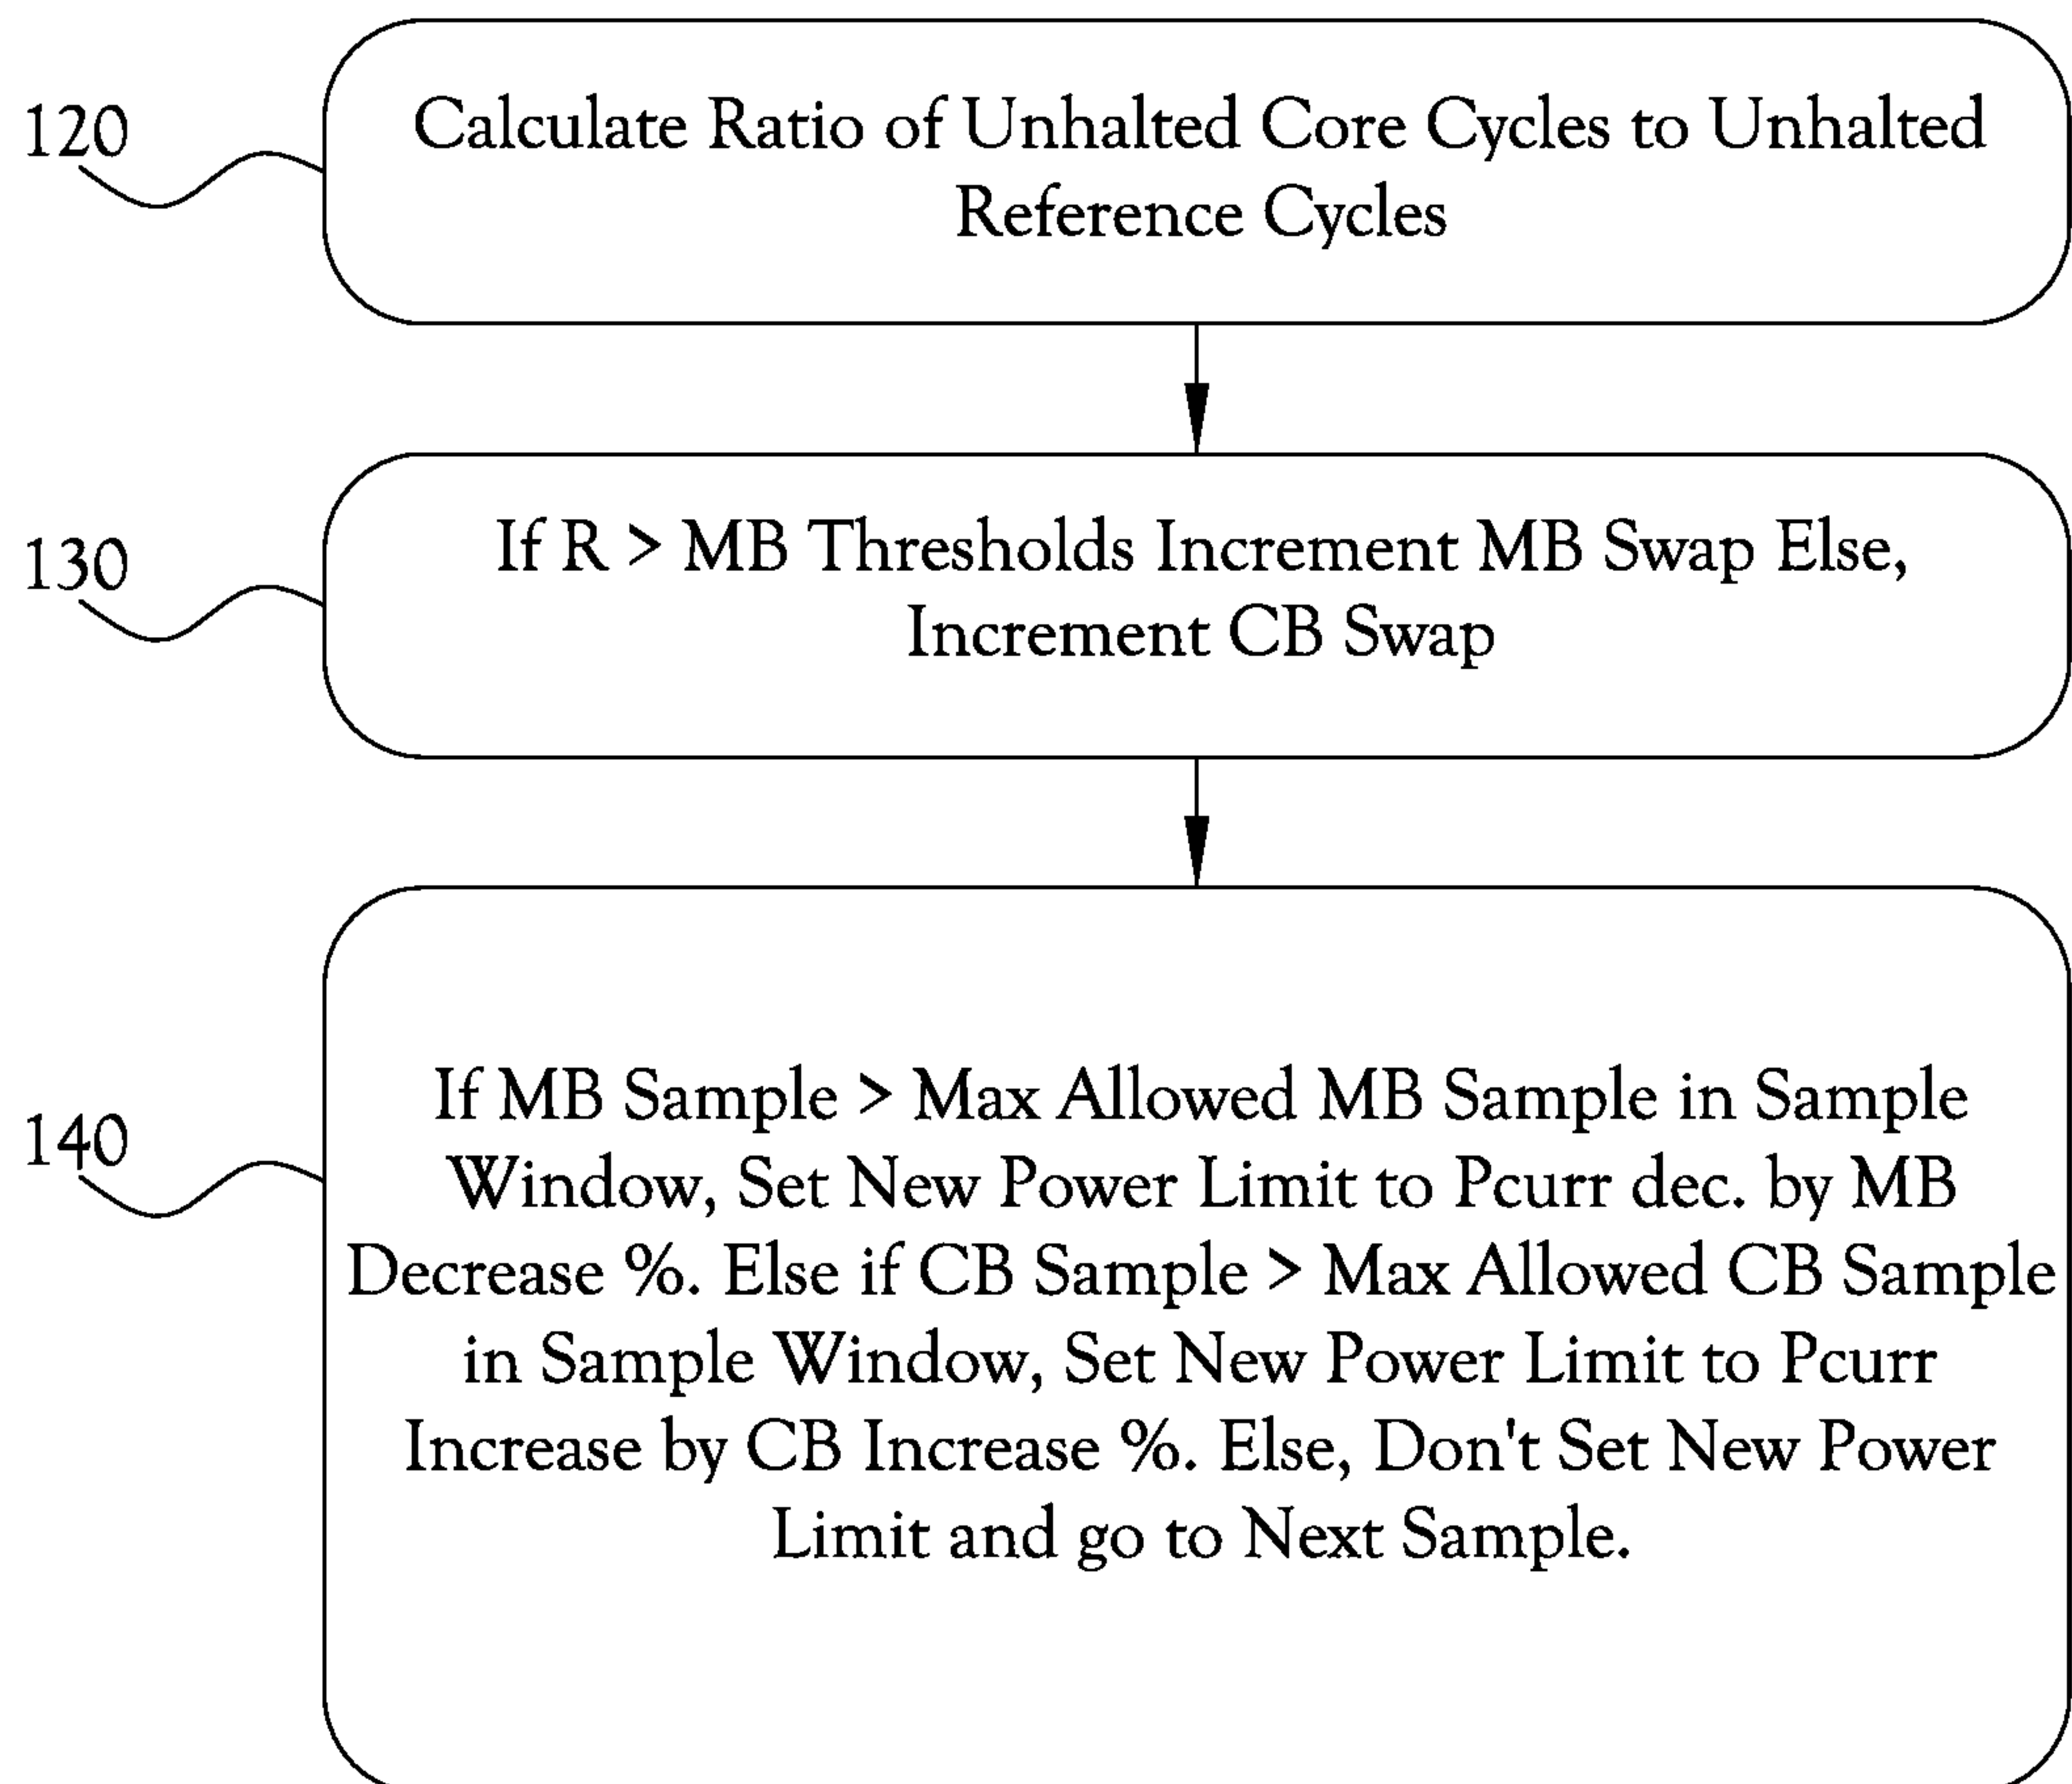 120
Calculate Ratio of Unhalted Core Cycles to Unhalted
Reference Cycles
130
If R > MB Thresholds Increment MB Swap Else,
Increment CB Swap
140
If MB Sample > Max Allowed MB Sample in Sample
Window, Set New Power Limit to Pcurr dec. by MB
Decrease %. Else if CB Sample > Max Allowed CB Sample
in Sample Window, Set New Power Limit to Pcurr
Increase by CB Increase %. Else, Don't Set New Power
Limit and go to Next Sample.